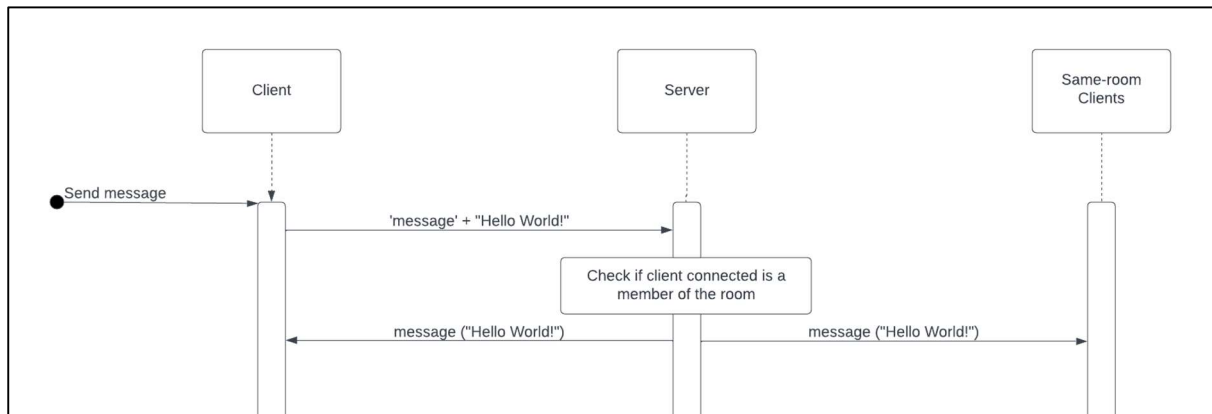 Client
Server
Same-room
Clients
Send message
'message' + "Hello World!"
Check if client connected is a
member of the room
message ("Hello World!")
message ("Hello World!")